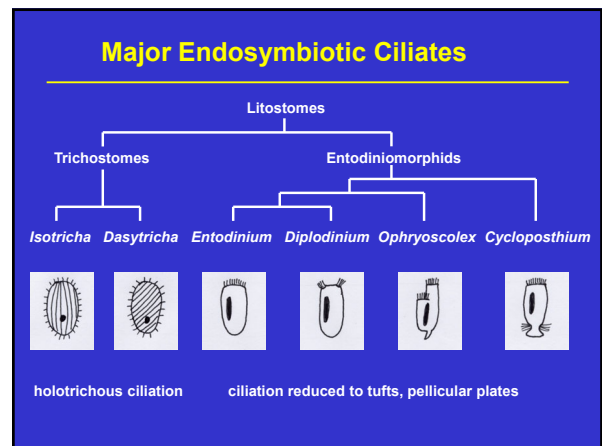 Major Endosymbiotic Ciliates
Litostomes
Trichostomes Entodiniomorphids
Isotricha Dasytricha Entodinium Diplodinium Ophryoscolex Cycloposthium
holotrichous ciliation ciliation reduced to tufts, pellicular plates